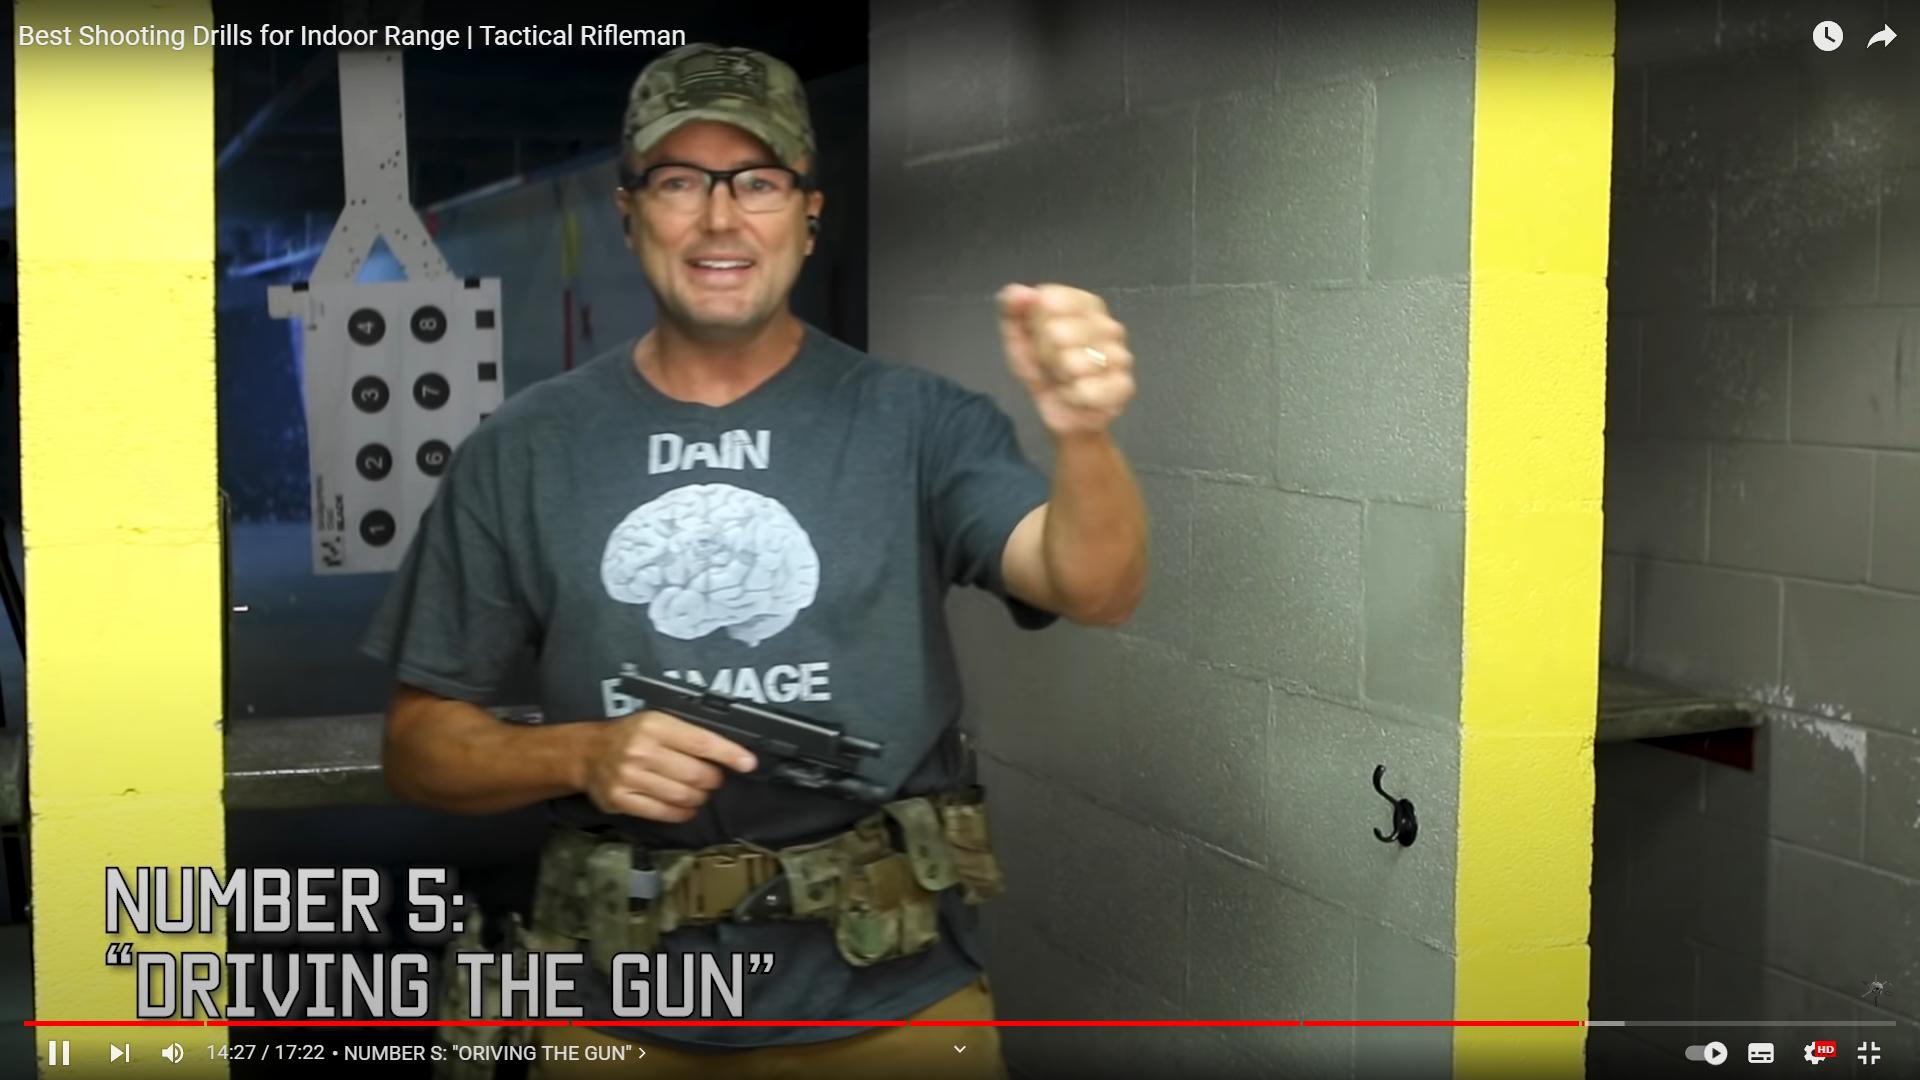 Best Shooting Drills for Indoor Range | Tactical Rifleman
4 8
3 7
2 6
1
DAIN
AMAGE
NUMBER 5:
“DRIVING THE GUN”
14:27 / 17:22 • NUMBER S: "ORIVING THE GUN" ›
HD